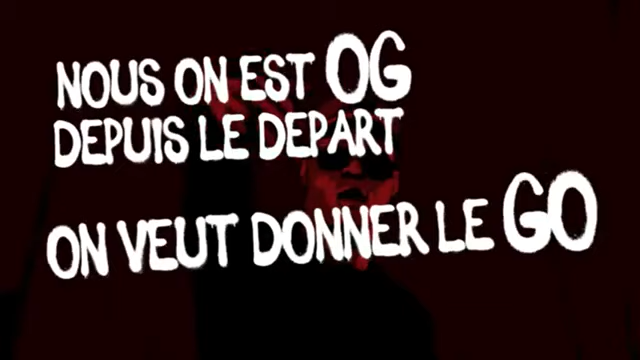 NOUS ON EST OG
DEPUIS LE DEPART
ON VEUT DONNER LE GO